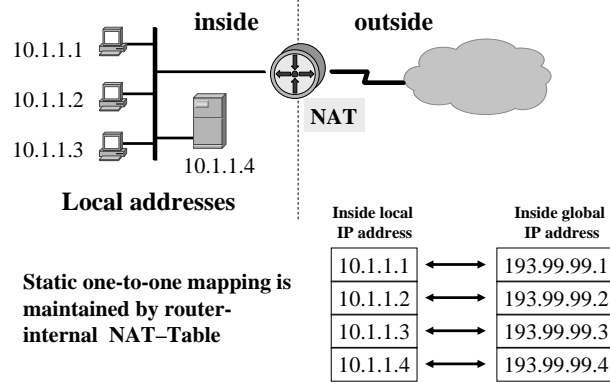 inside
outside
10.1.1.1
10.1.1.2
10.1.1.3
10.1.1.4
NAT
Local addresses
Inside local
IP address
Inside global
IP address
10.1.1.1
193.99.99.1
10.1.1.2
193.99.99.2
10.1.1.3
193.99.99.3
10.1.1.4
193.99.99.4
Static one-to-one mapping is
maintained by router-
internal NAT–Table